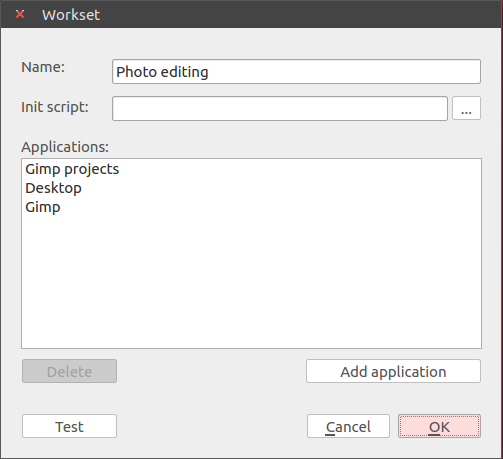 Workset
Name:
Photo editing
Init script:
...
Applications:
Gimp projects
Desktop
Gimp
Delete
Add application
Test
Cancel
OK